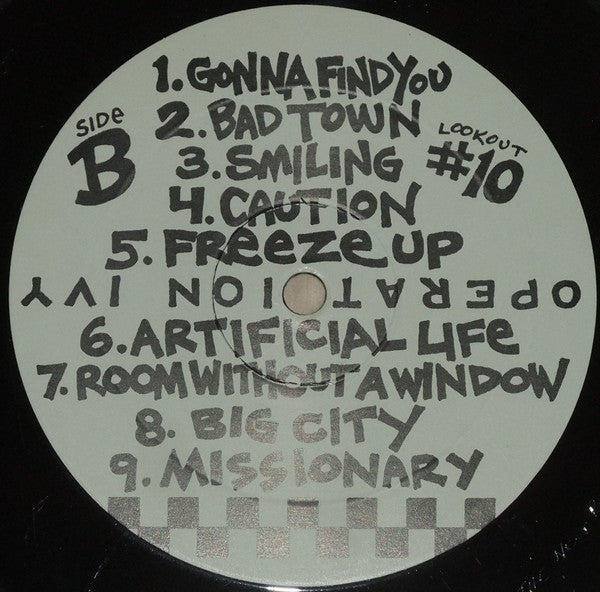 1. GONNA FIND YOU
SIDE B
2. BAD TOWN
LOOKOUT #10
3. SMILING
4. CAUTION
5. FREEZE UP
OPERATION IVY
6. ARTIFICIAL LIFE
7. ROOM WITHOUT A WINDOW
8. BIG CITY
9. MISSIONARY